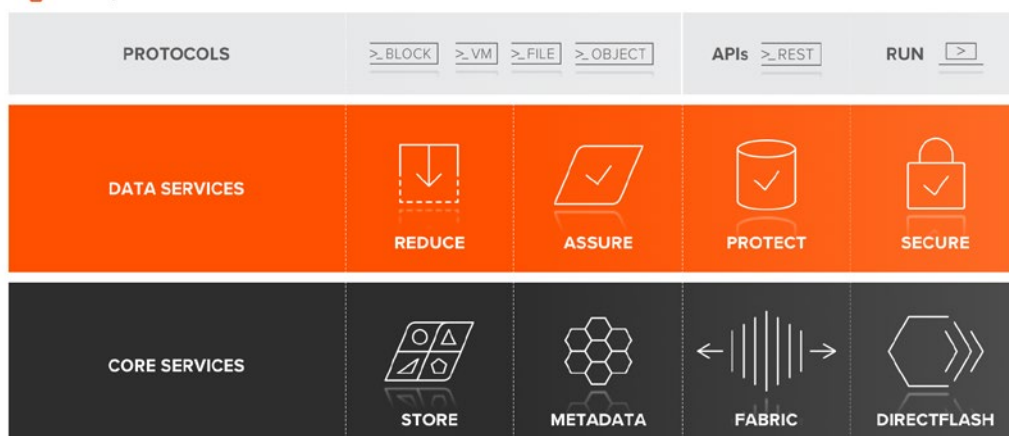 PROTOCOLS >_BLOCK >_VM >_FILE >_OBJECT APIs >_REST RUN >
DATA SERVICES
REDUCE ASSURE PROTECT SECURE
CORE SERVICES
STORE METADATA FABRIC DIRECTFLASH